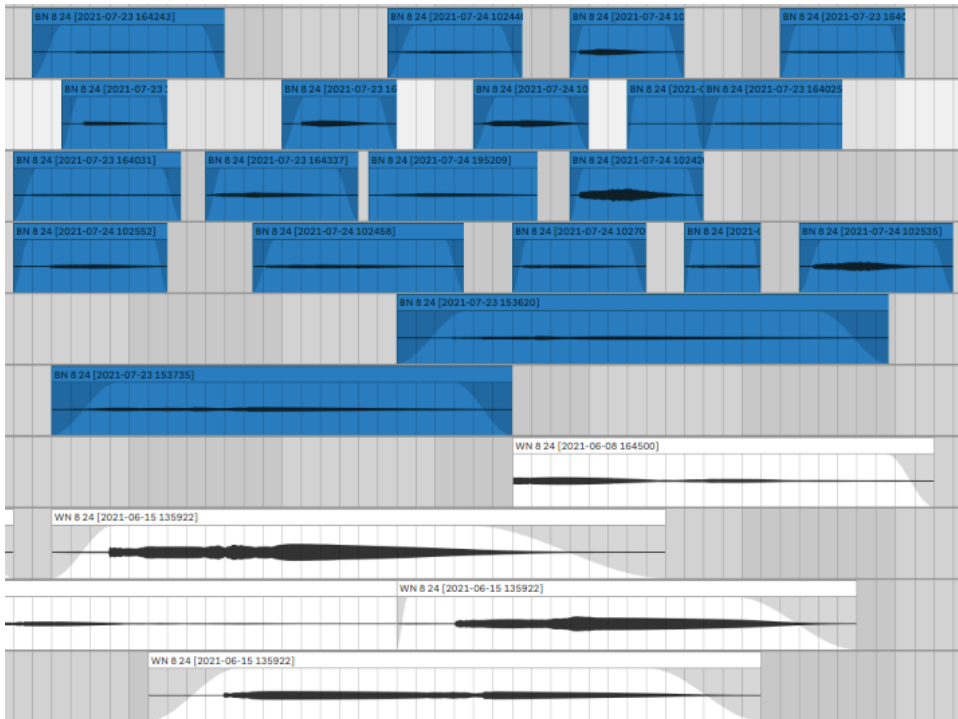 BN 8 24 [2021-07-23 164243]
BN 8 24 [2021-07-24 10244
BN 8 24 [2021-07-24 10
BN 8 24 [2021-07-23 164
BN 8 24 [2021-07-23
BN 8 24 [2021-07-23 16
BN 8 24 [2021-07-24 10
BN 8 24 [2021-
BN 8 24 [2021-07-23 164025
BN 8 24 [2021-07-23 164031]
BN 8 24 [2021-07-23 164337]
BN 8 24 [2021-07-24 195209]
BN 8 24 [2021-07-24 10242
BN 8 24 [2021-07-24 102552]
BN 8 24 [2021-07-24 102458]
BN 8 24 [2021-07-24 10270
BN 8 24 [2021-
BN 8 24 [2021-07-24 102535]
BN 8 24 [2021-07-23 153620]
BN 8 24 [2021-07-23 153735]
WN 8 24 [2021-06-08 164500]
WN 8 24 [2021-06-15 135922]
WN 8 24 [2021-06-15 135922]
WN 8 24 [2021-06-15 135922]